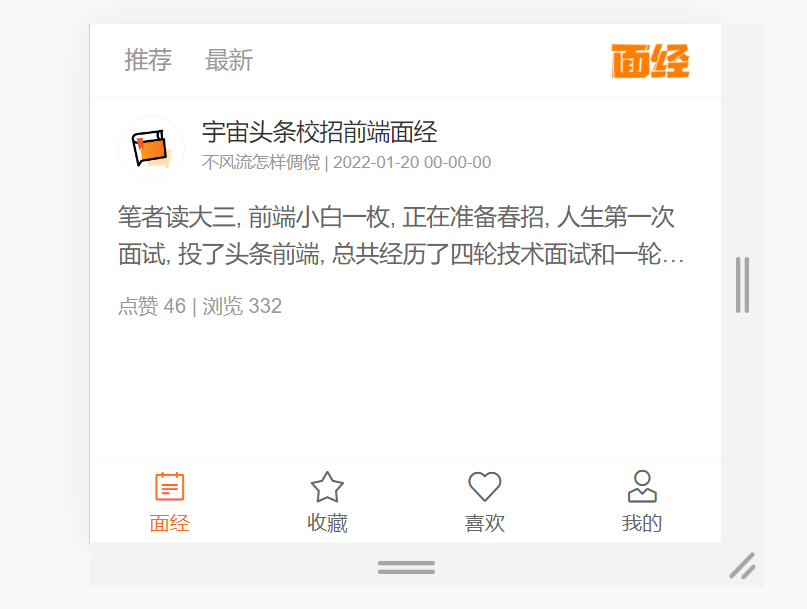 推荐 最新 面经
宇宙头条校招前端面经
不风流怎样倜傥 | 2022-01-20 00-00-00
笔者读大三, 前端小白一枚, 正在准备春招, 人生第一次
面试, 投了头条前端, 总共经历了四轮技术面试和一轮…
点赞 46 | 浏览 332
面经 收藏 喜欢 我的